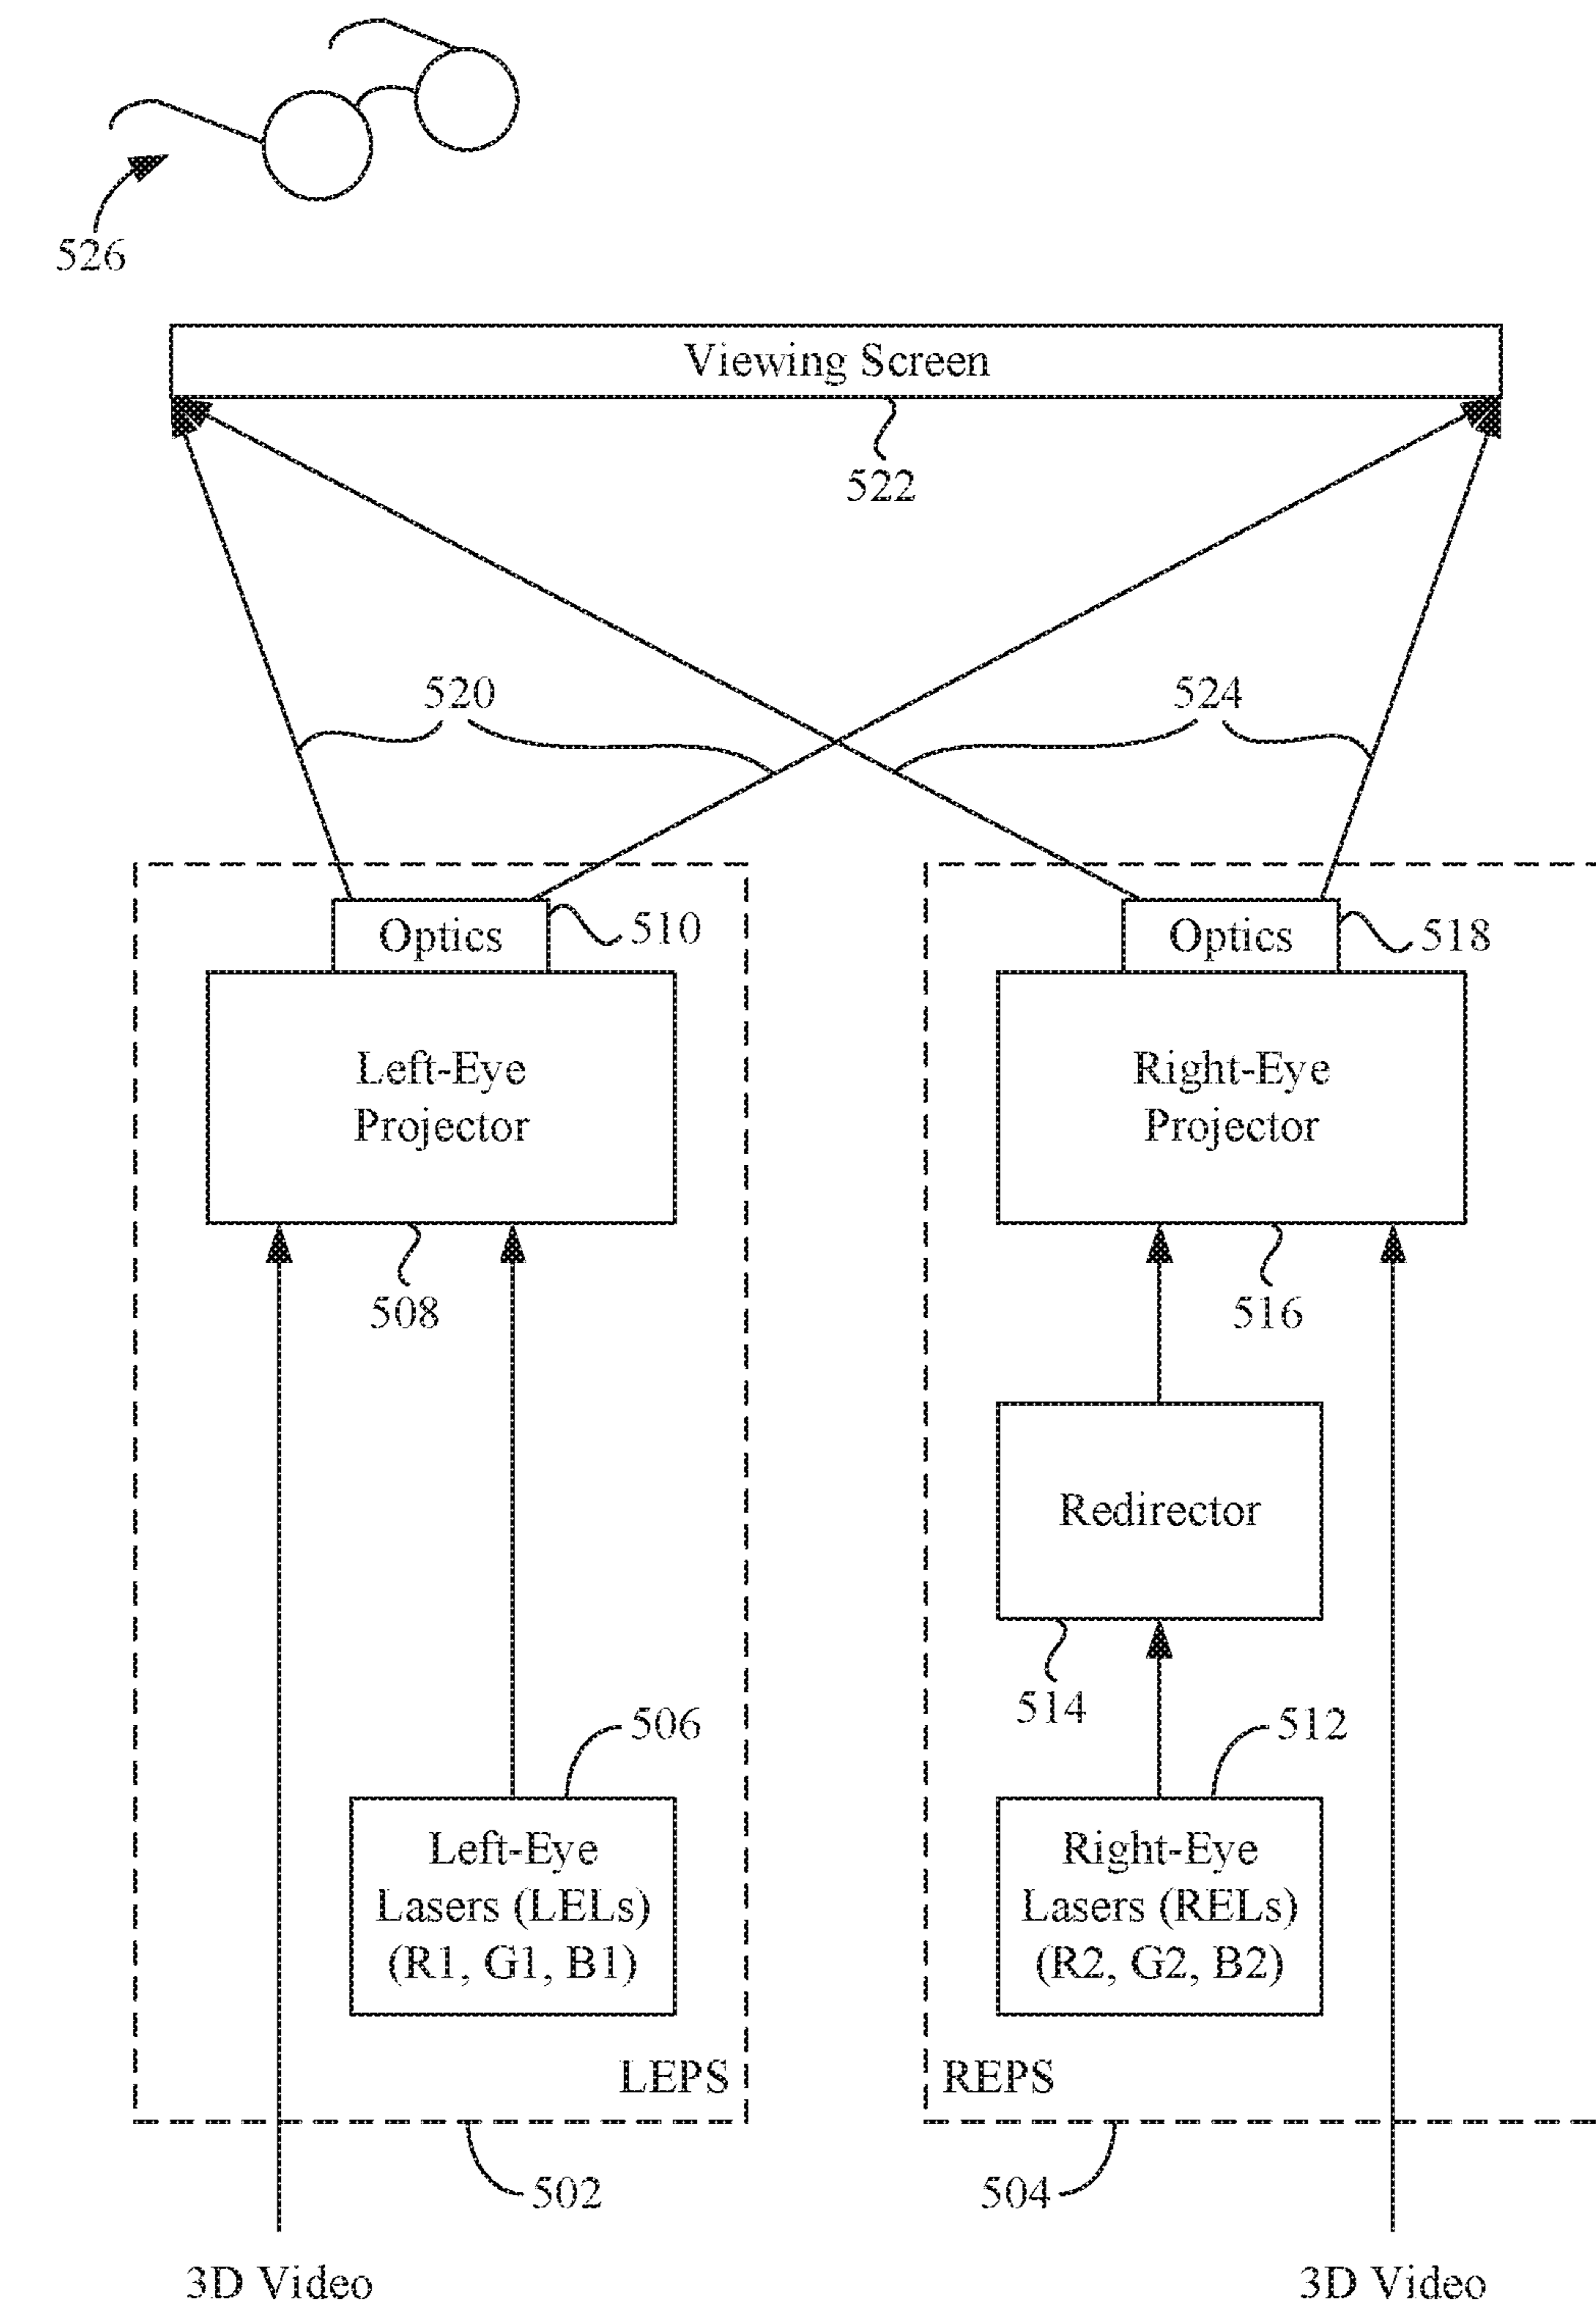 526
Viewing Screen
522
520
524
Optics
510
Optics
518
Left-Eye
Projector
Right-Eye
Projector
508
516
Redirector
514
506
512
Left-Eye
Lasers (LELs)
(R1, G1, B1)
Right-Eye
Lasers (RELs)
(R2, G2, B2)
LEPS
REPS
502
504
3D Video
3D Video